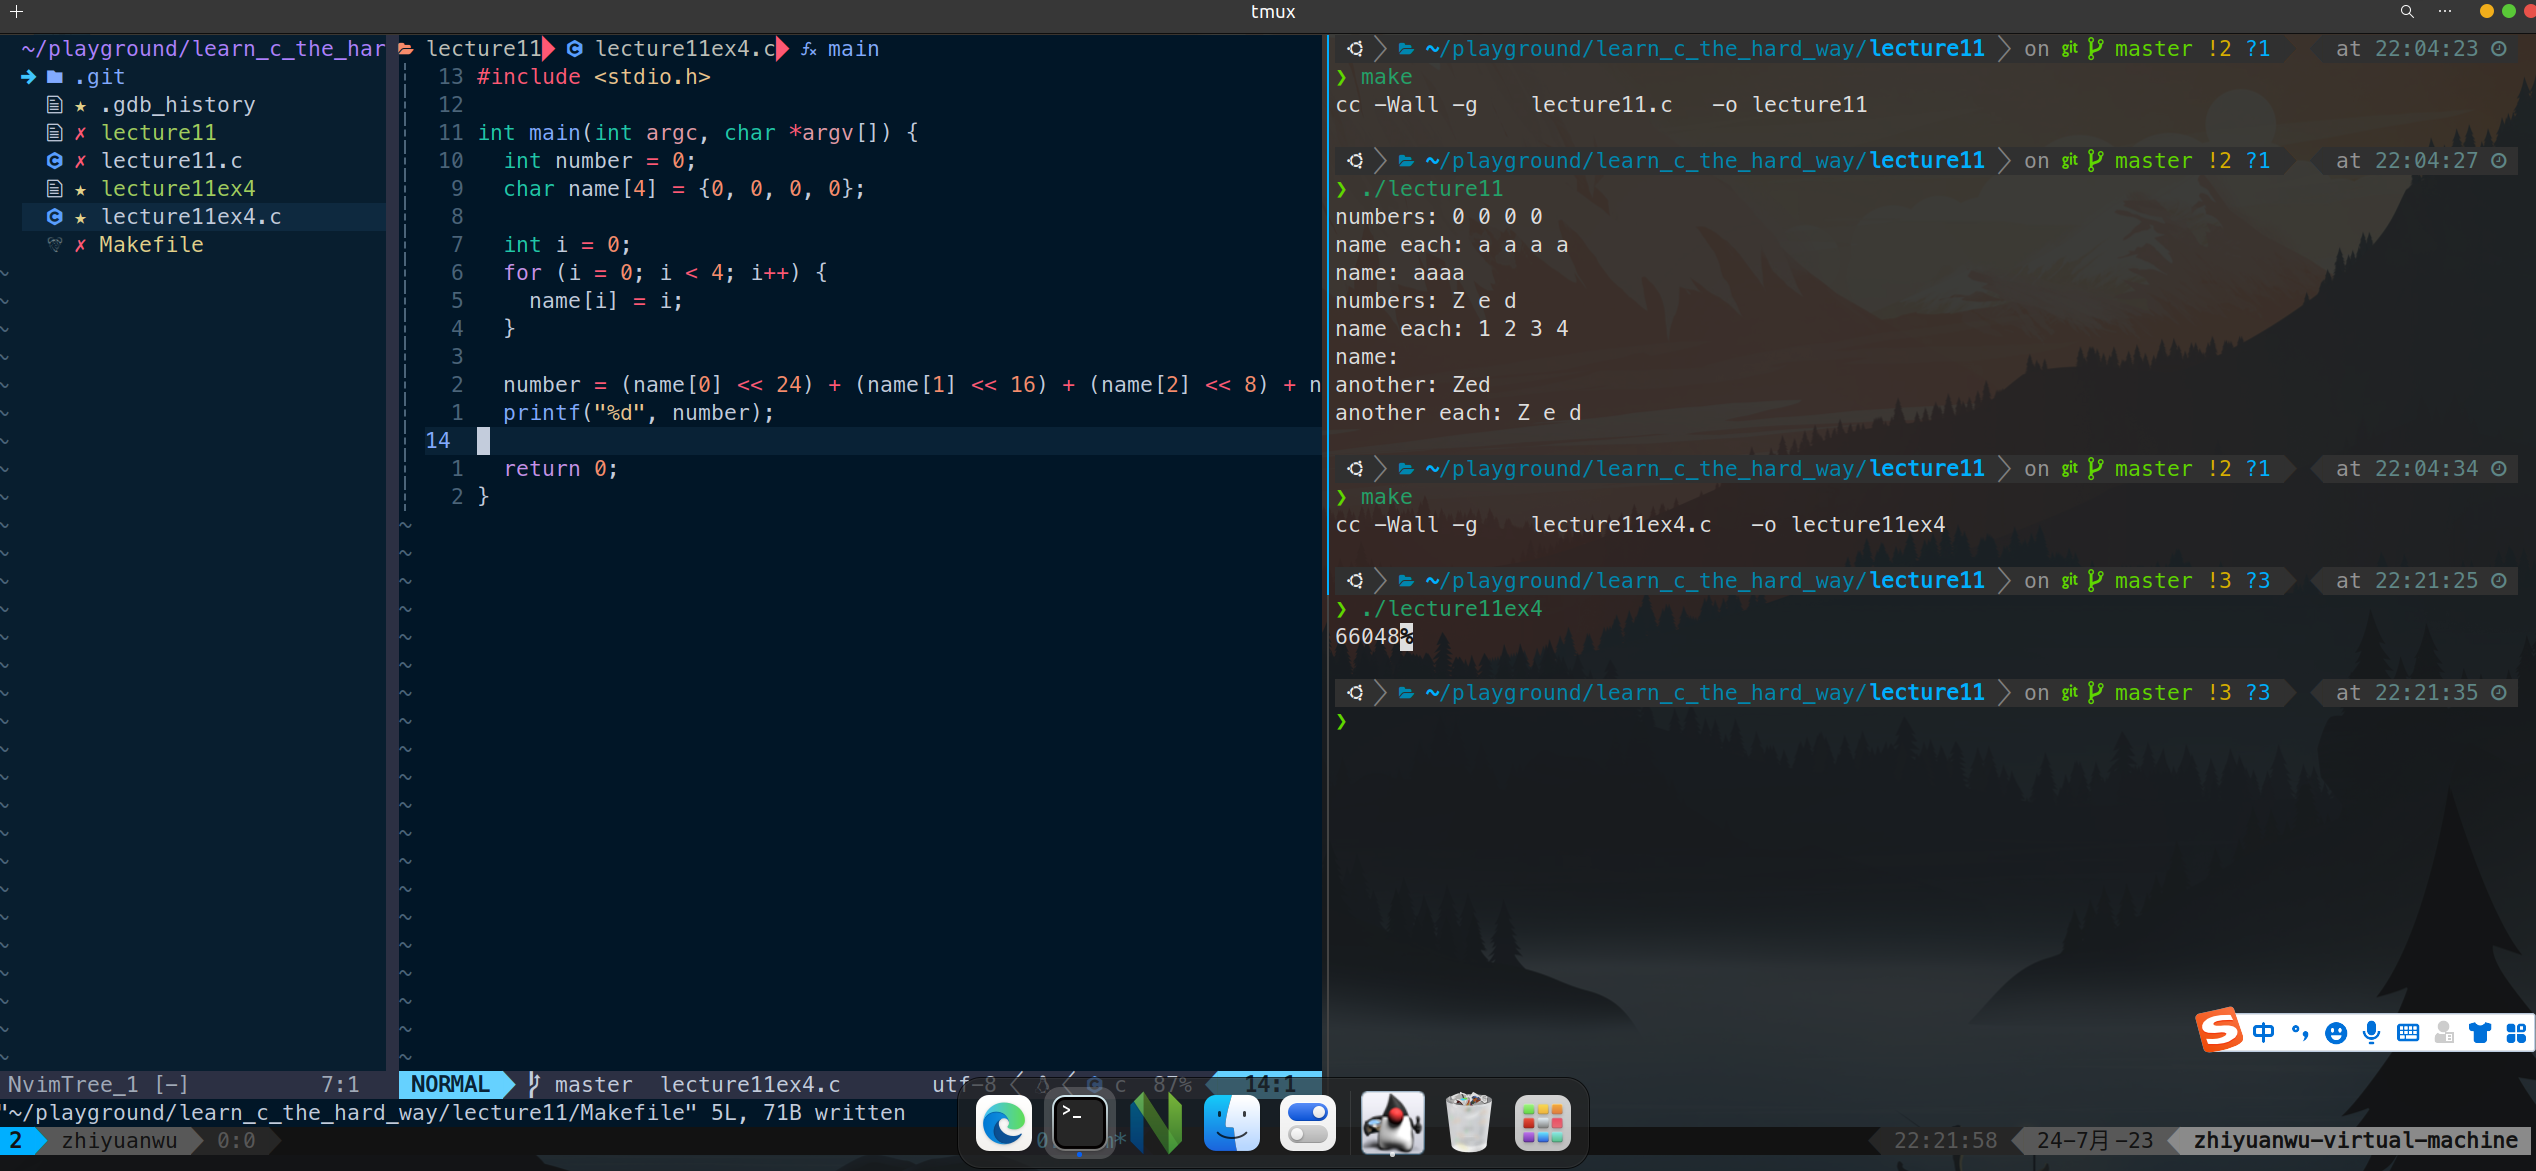 tmux
~/playground/learn_c_the_har
.git
.gdb_history
lecture11
lecture11.c
lecture11ex4
lecture11ex4.c
Makefile
lecture11 lecture11ex4.c main
13 #include <stdio.h>
12
11 int main(int argc, char *argv[]) {
10 int number = 0;
9 char name[4] = {0, 0, 0, 0};
8
7 int i = 0;
6 for (i = 0; i < 4; i++) {
5 name[i] = i;
4 }
3
2 number = (name[0] << 24) + (name[1] << 16) + (name[2] << 8) + n
1 printf("%d", number);
14
1 return 0;
2 }
~/playground/learn_c_the_hard_way/lecture11 on git master !2 ?1 at 22:04:23
❯ make
cc -Wall -g lecture11.c -o lecture11
~/playground/learn_c_the_hard_way/lecture11 on git master !2 ?1 at 22:04:27
❯ ./lecture11
numbers: 0 0 0 0
name each: a a a a
name: aaaa
numbers: Z e d
name each: 1 2 3 4
name:
another: Zed
another each: Z e d
~/playground/learn_c_the_hard_way/lecture11 on git master !2 ?1 at 22:04:34
❯ make
cc -Wall -g lecture11ex4.c -o lecture11ex4
~/playground/learn_c_the_hard_way/lecture11 on git master !3 ?3 at 22:21:25
❯ ./lecture11ex4
66048%
~/playground/learn_c_the_hard_way/lecture11 on git master !3 ?3 at 22:21:35
❯
中
NvimTree_1 [-] 7:1 NORMAL master lecture11ex4.c utf-8 c 87% 14:1
"~/playground/learn_c_the_hard_way/lecture11/Makefile" 5L, 71B written
2 zhiyuanwu 0:0 22:21:58 24-7月-23 zhiyuanwu-virtual-machine